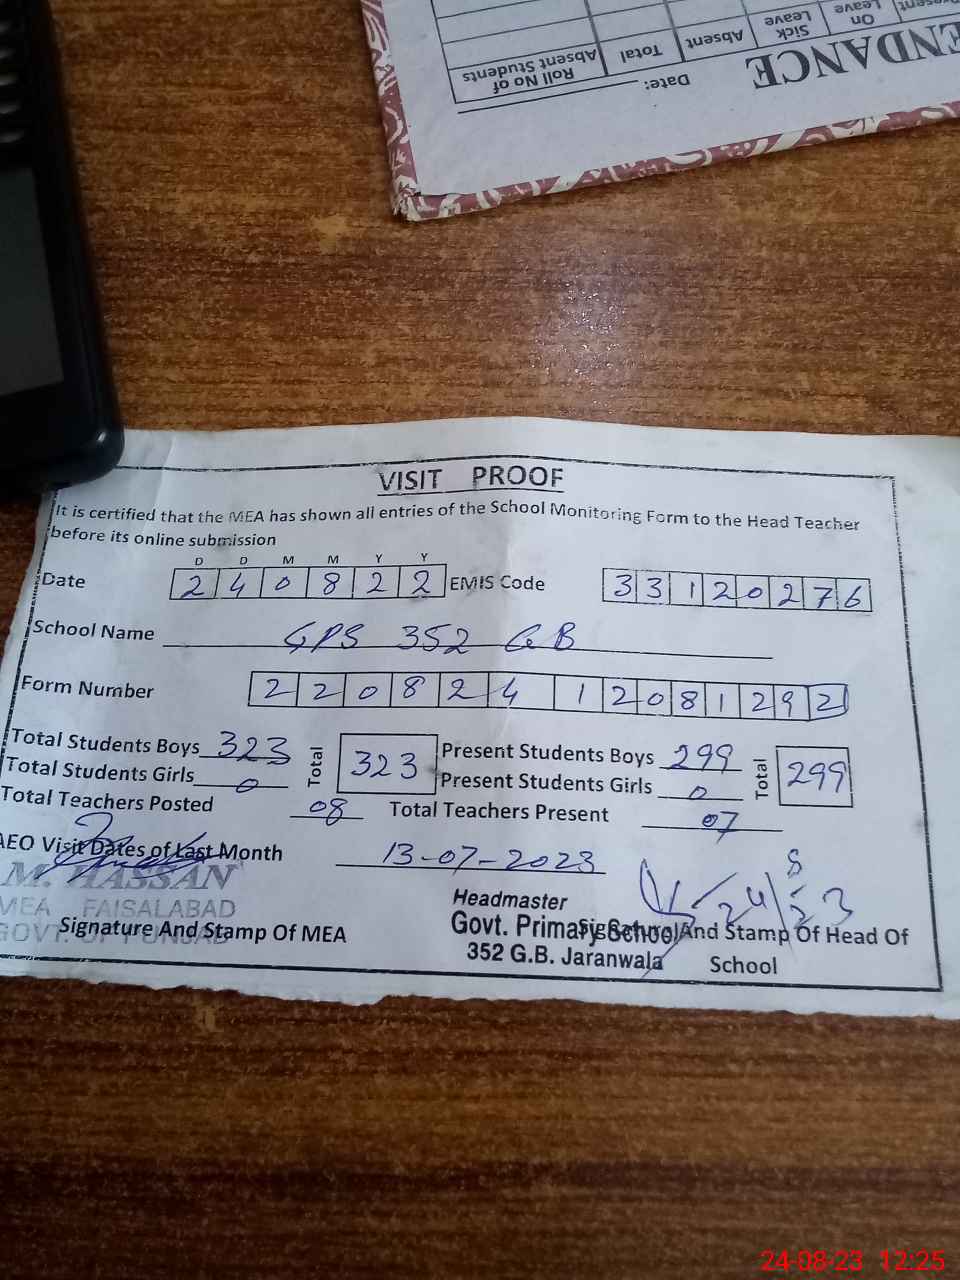 Present
On Leave
Sick Leave
Absent
Total
Roll No of Absent Students
ENDANCE
Date:
VISIT PROOF
It is certified that the MEA has shown all entries of the School Monitoring Form to the Head Teacher
before its online submission
D D M M Y Y
Date 2 4 0 8 2 2 EMIS Code 3 3 1 2 0 2 7 6
School Name GPS 352 GB
Form Number 2 2 0 8 2 4 1 2 0 8 1 2 9 2
Total Students Boys 323 Total 323 Present Students Boys 299 Total 299
Total Students Girls 0 Present Students Girls 0
Total Teachers Posted 08 Total Teachers Present 07
AEO Visit Dates of Last Month 13-07-2023
M. HASSAN
MEA FAISALABAD
GOVT. OF PUNJAB
Signature And Stamp Of MEA
Headmaster
Govt. Primary School
352 G.B. Jaranwala
24/8/23
Signature And Stamp Of Head Of
School
24-08-23 12:25